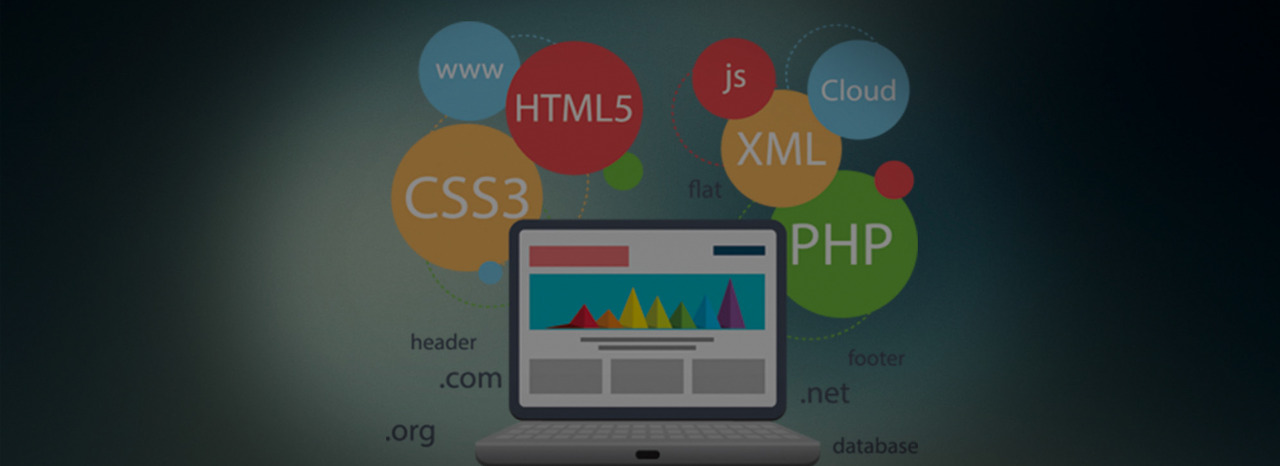 www
HTML5
CSS3
js
Cloud
XML
flat
PHP
header
.com
.org
footer
.net
database